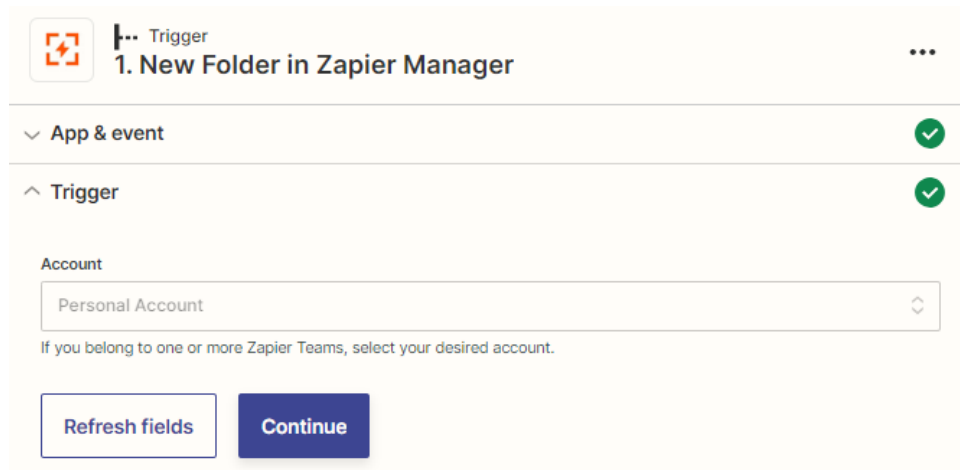 Trigger
1. New Folder in Zapier Manager
App & event
Trigger
Account
Personal Account
If you belong to one or more Zapier Teams, select your desired account.
Refresh fields
Continue